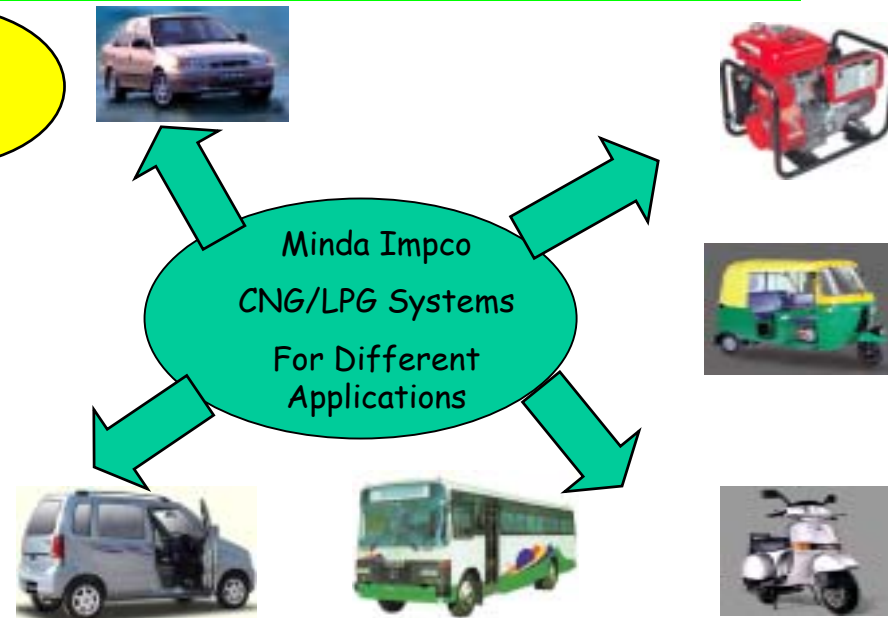 Minda Impco
CNG/LPG Systems
For Different
Applications